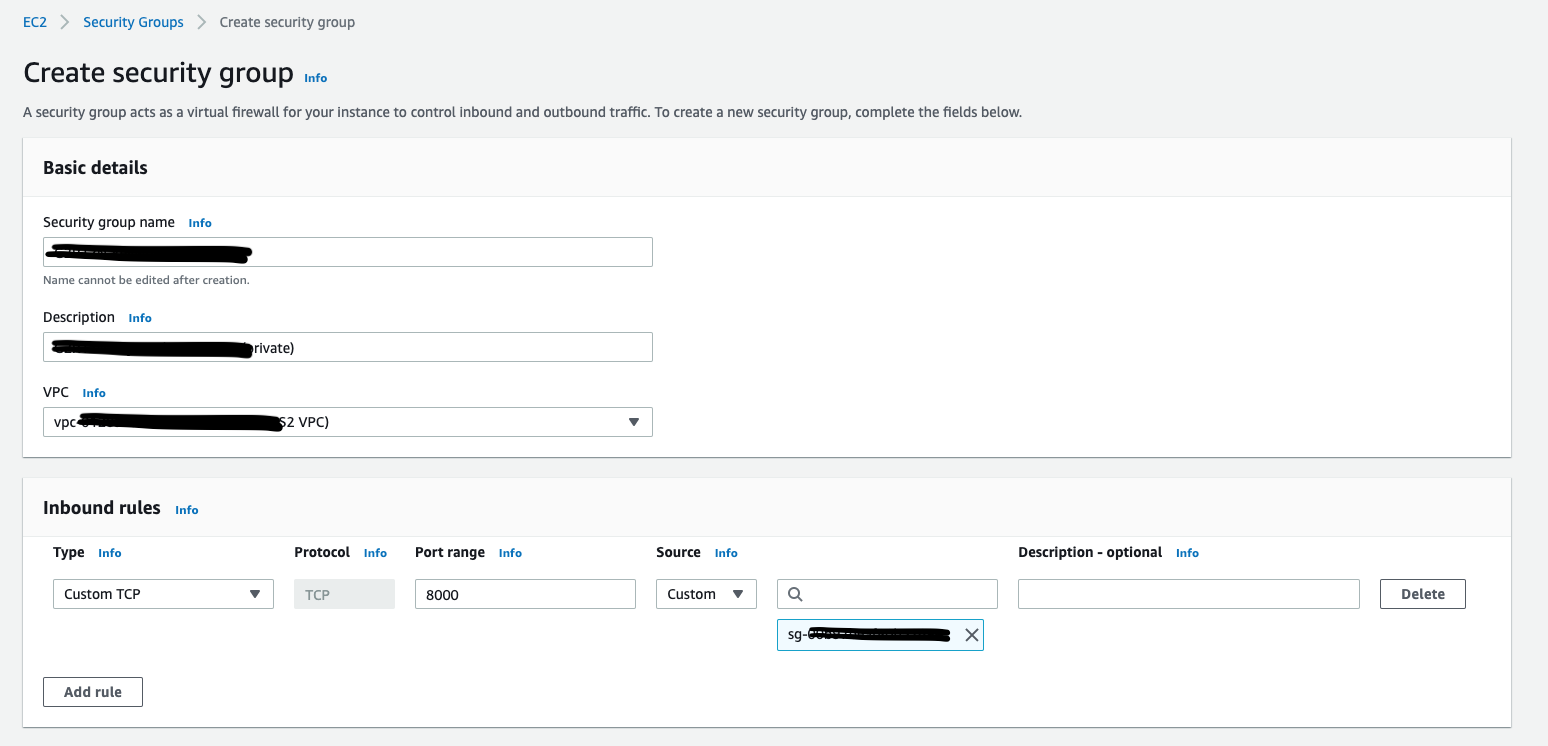 EC2 > Security Groups > Create security group
Create security group Info
A security group acts as a virtual firewall for your instance to control inbound and outbound traffic. To create a new security group, complete the fields below.
Basic details
Security group name Info
Name cannot be edited after creation.
Description Info
rivate)
VPC Info
vpc- S2 VPC)
Inbound rules Info
Type Info Protocol Info Port range Info Source Info Description - optional Info
Custom TCP TCP 8000 Custom Delete
sg-
Add rule